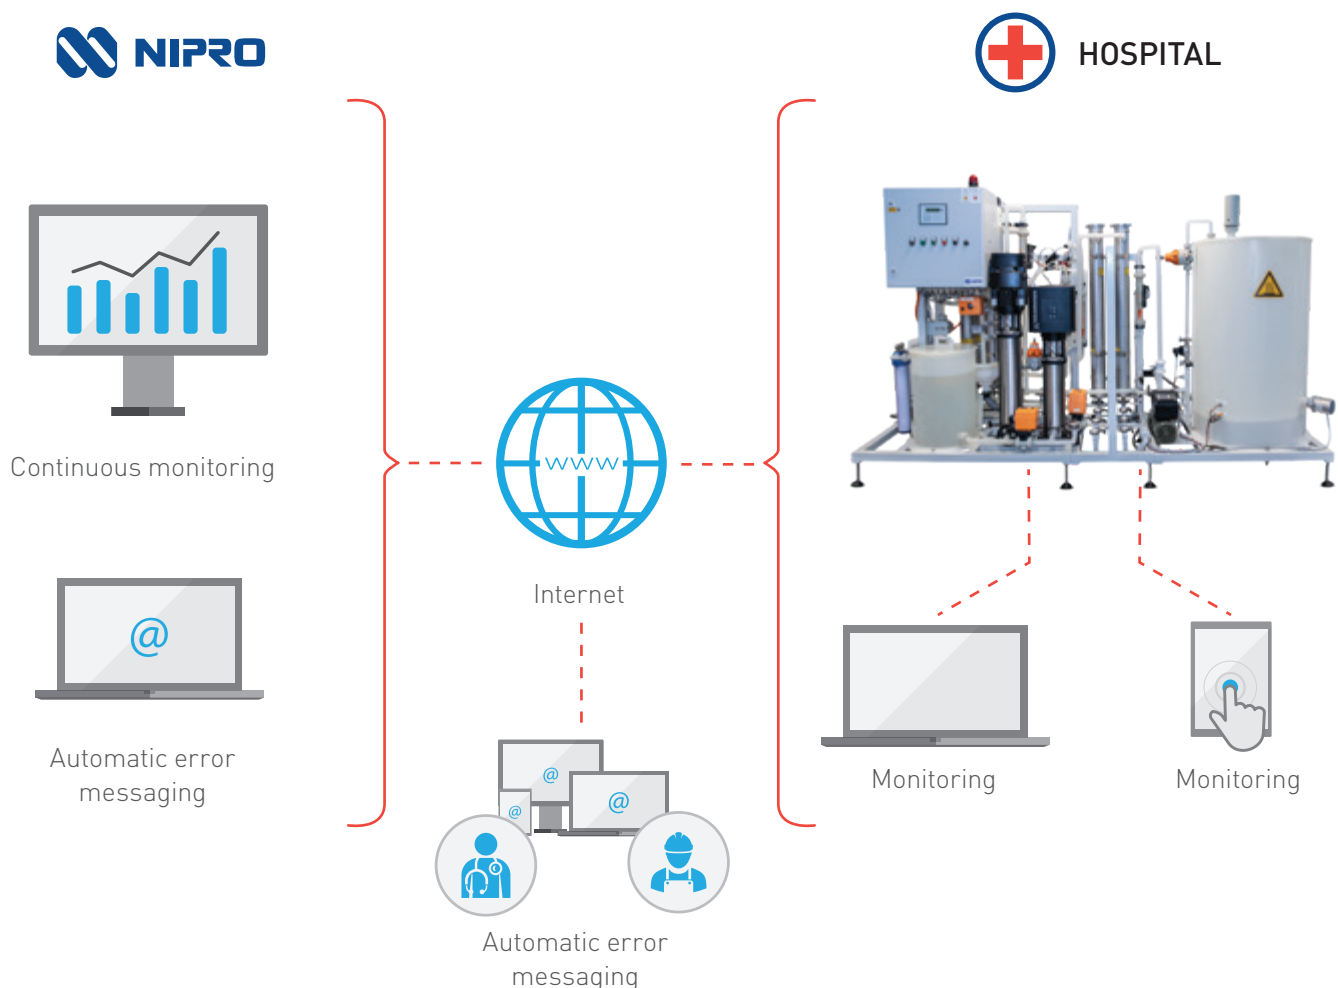 NIPRO
HOSPITAL
Continuous monitoring
@
Automatic error
messaging
www
Internet
@
@
@
Automatic error
messaging
Monitoring
Monitoring